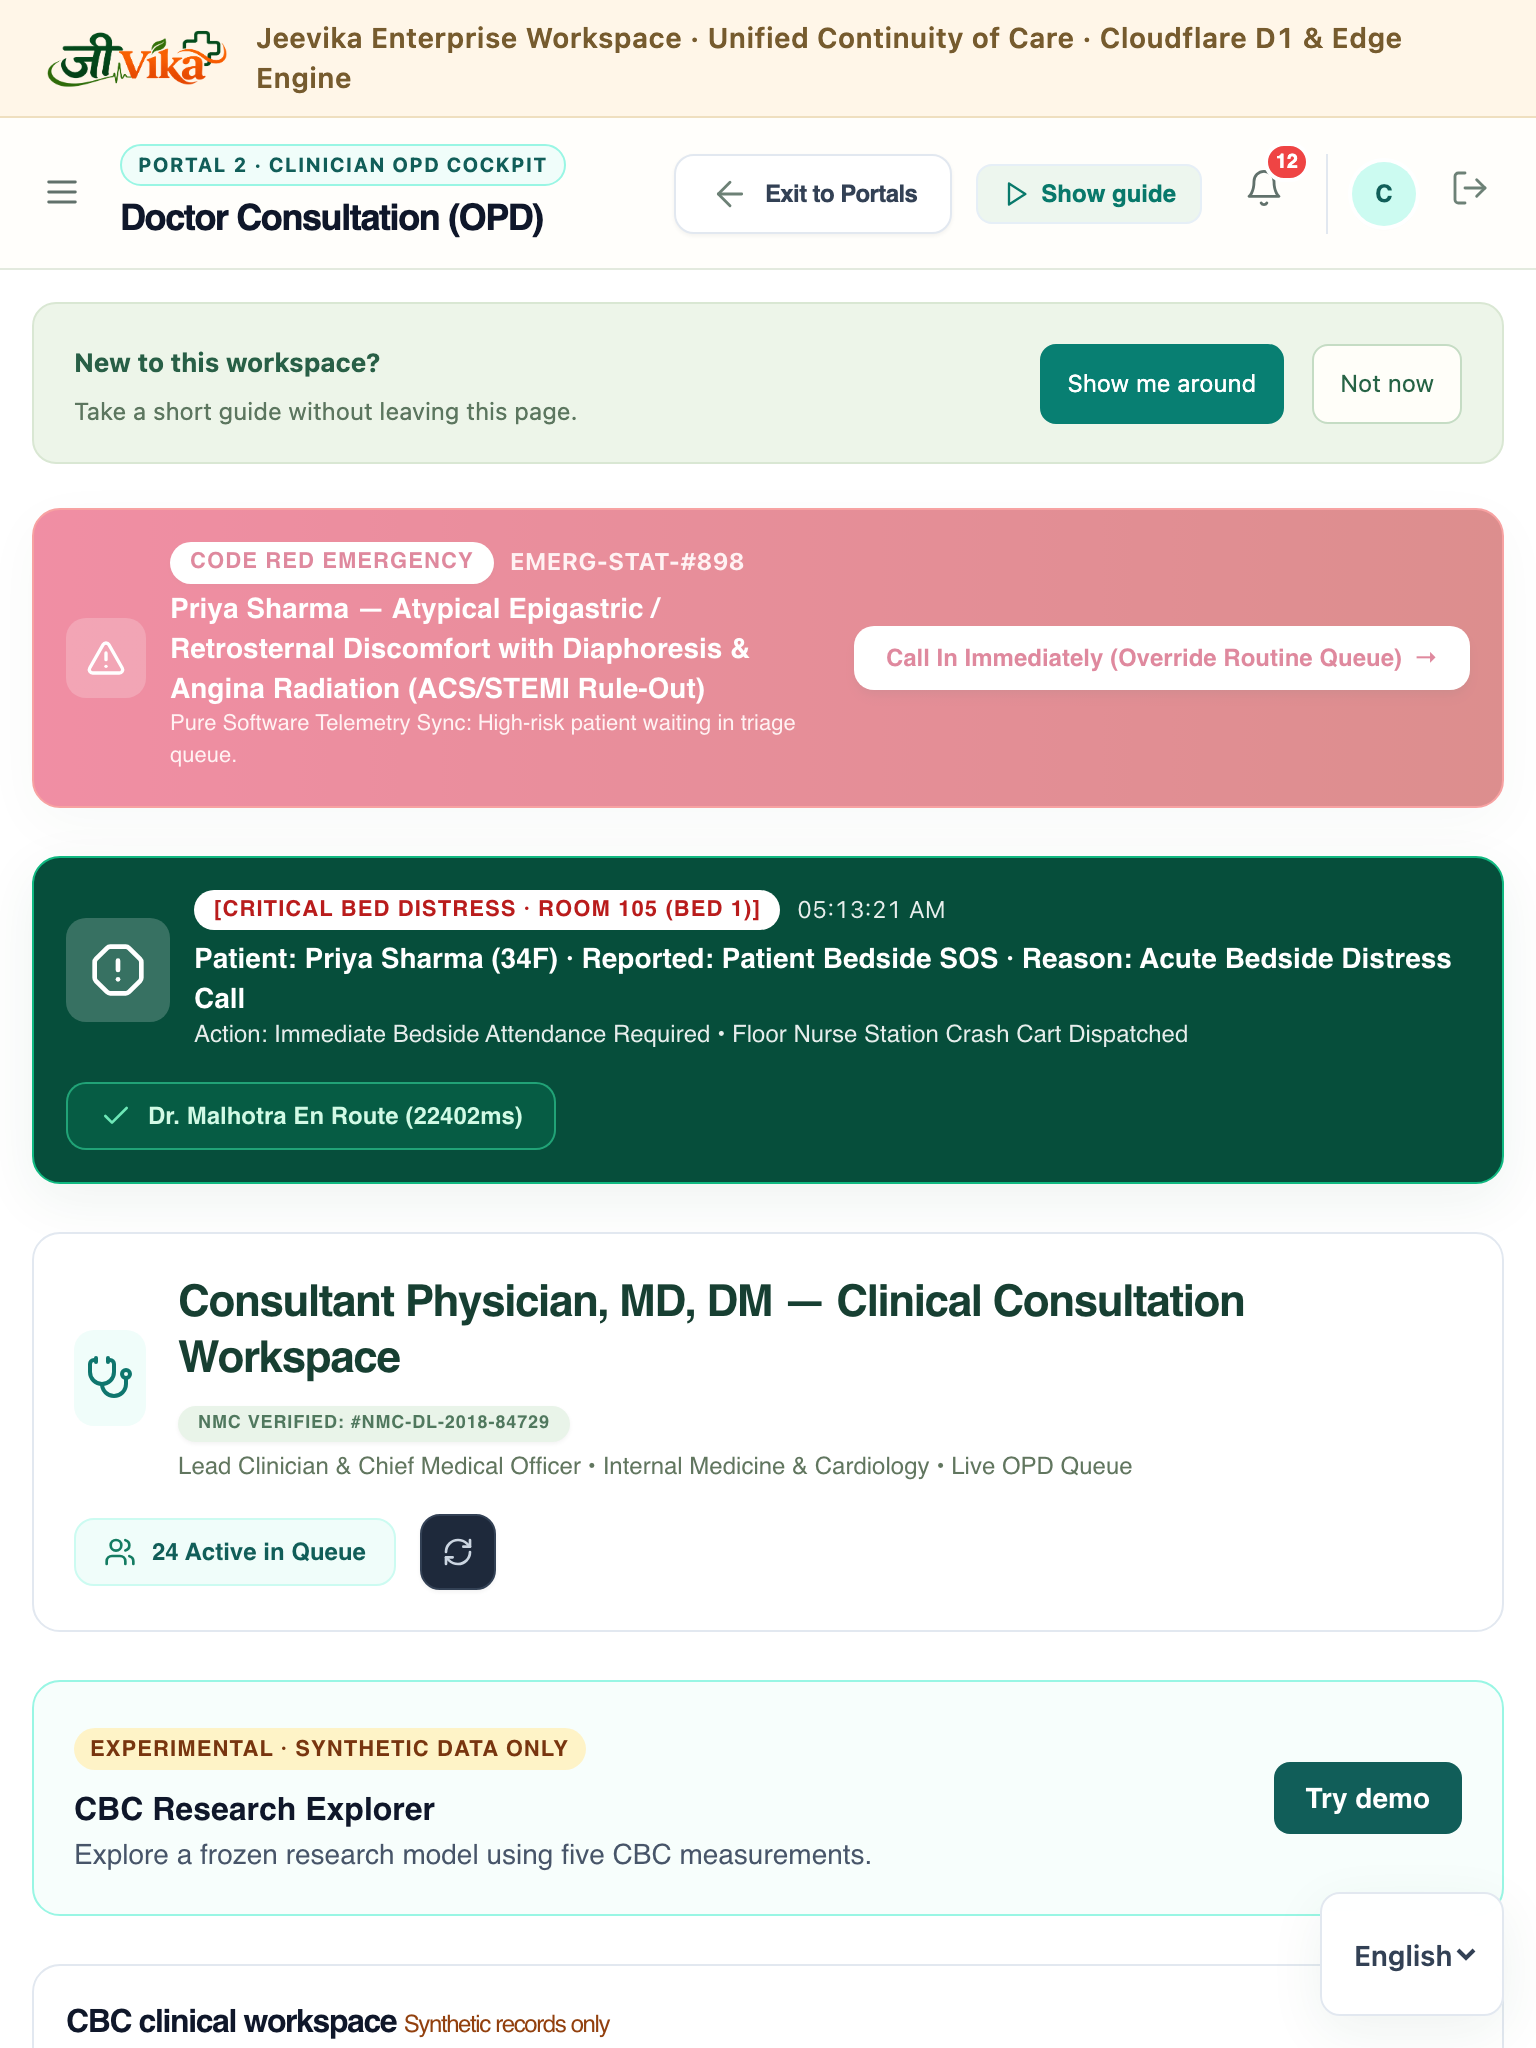 जीvika
Jeevika Enterprise Workspace · Unified Continuity of Care · Cloudflare D1 & Edge
Engine
PORTAL 2 · CLINICIAN OPD COCKPIT
Doctor Consultation (OPD)
Exit to Portals
Show guide
12
C
New to this workspace?
Take a short guide without leaving this page.
Show me around
Not now
CODE RED EMERGENCY EMERG-STAT-#898
Priya Sharma — Atypical Epigastric /
Retrosternal Discomfort with Diaphoresis &
Angina Radiation (ACS/STEMI Rule-Out)
Pure Software Telemetry Sync: High-risk patient waiting in triage
queue.
Call In Immediately (Override Routine Queue) →
[CRITICAL BED DISTRESS · ROOM 105 (BED 1)] 05:13:21 AM
Patient: Priya Sharma (34F) · Reported: Patient Bedside SOS · Reason: Acute Bedside Distress
Call
Action: Immediate Bedside Attendance Required • Floor Nurse Station Crash Cart Dispatched
Dr. Malhotra En Route (22402ms)
Consultant Physician, MD, DM — Clinical Consultation
Workspace
NMC VERIFIED: #NMC-DL-2018-84729
Lead Clinician & Chief Medical Officer • Internal Medicine & Cardiology • Live OPD Queue
24 Active in Queue
EXPERIMENTAL · SYNTHETIC DATA ONLY
CBC Research Explorer
Explore a frozen research model using five CBC measurements.
Try demo
English
CBC clinical workspace Synthetic records only